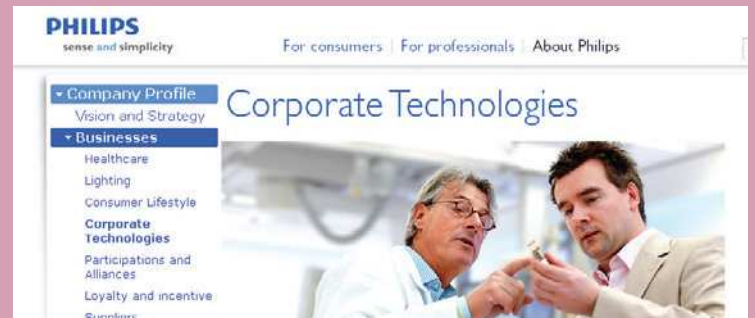 PHILIPS
sense and simplicity
For consumers For professionals About Philips
Company Profile
Vision and Strategy
Businesses
Healthcare
Lighting
Consumer Lifestyle
Corporate
Technologies
Participations and
Alliances
Loyalty and incentive
Suppliers
Corporate Technologies